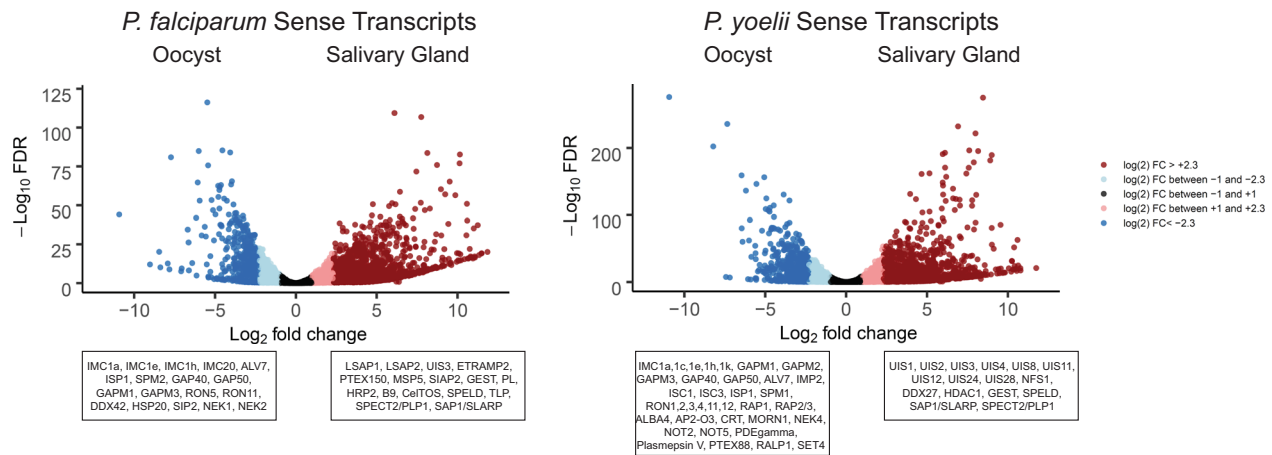 P. falciparum Sense Transcripts
Oocyst
Salivary Gland
125
100
75
50
25
0
−Log10 FDR
−10
−5
0
5
10
Log2 fold change
IMC1a, IMC1e, IMC1h, IMC20, ALV7,
ISP1, SPM2, GAP40, GAP50,
GAPM1, GAPM3, RON5, RON11,
DDX42, HSP20, SIP2, NEK1, NEK2
LSAP1, LSAP2, UIS3, ETRAMP2,
PTEX150, MSP5, SIAP2, GEST, PL,
HRP2, B9, CelTOS, SPELD, TLP,
SPECT2/PLP1, SAP1/SLARP
P. yoelii Sense Transcripts
Oocyst
Salivary Gland
200
100
0
−Log10 FDR
−10
−5
0
5
10
Log2 fold change
IMC1a,1c,1e,1h,1k, GAPM1, GAPM2,
GAPM3, GAP40, GAP50, ALV7, IMP2,
ISC1, ISC3, ISP1, SPM1,
RON1,2,3,4,11,12, RAP1, RAP2/3,
ALBA4, AP2-O3, CRT, MORN1, NEK4,
NOT2, NOT5, PDEgamma,
Plasmepsin V, PTEX88, RALP1, SET4
UIS1, UIS2, UIS3, UIS4, UIS8, UIS11,
UIS12, UIS24, UIS28, NFS1,
DDX27, HDAC1, GEST, SPELD,
SAP1/SLARP, SPECT2/PLP1
log(2) FC > +2.3
log(2) FC between −1 and −2.3
log(2) FC between −1 and +1
log(2) FC between +1 and +2.3
log(2) FC< −2.3